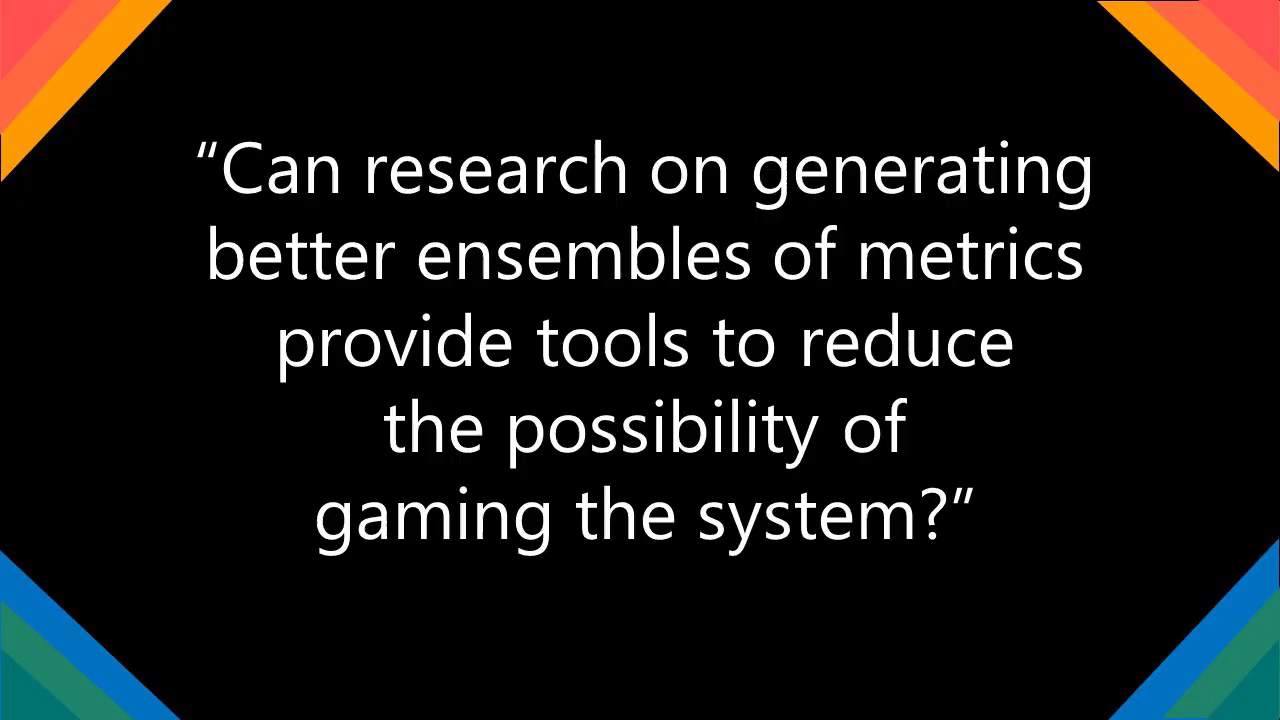 “Can research on generating
better ensembles of metrics
provide tools to reduce
the possibility of
gaming the system?”